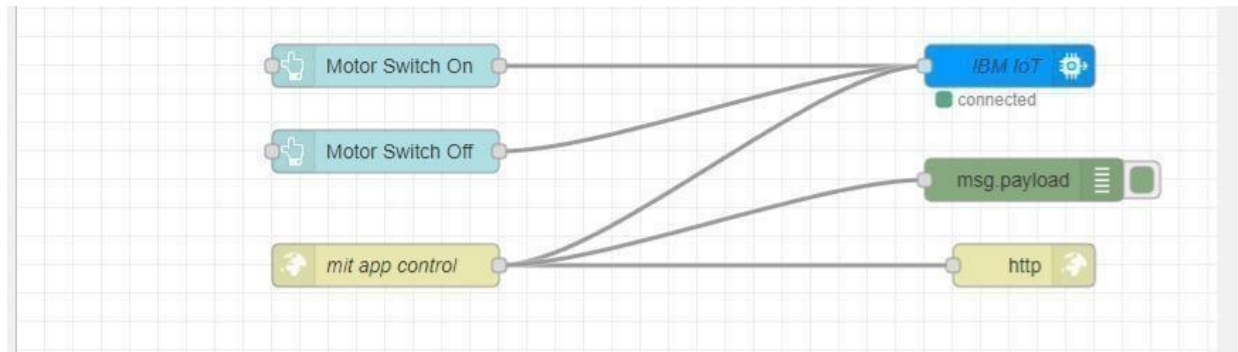 Motor Switch On
IBM IoT
connected
Motor Switch Off
msg.payload
mit app control
http